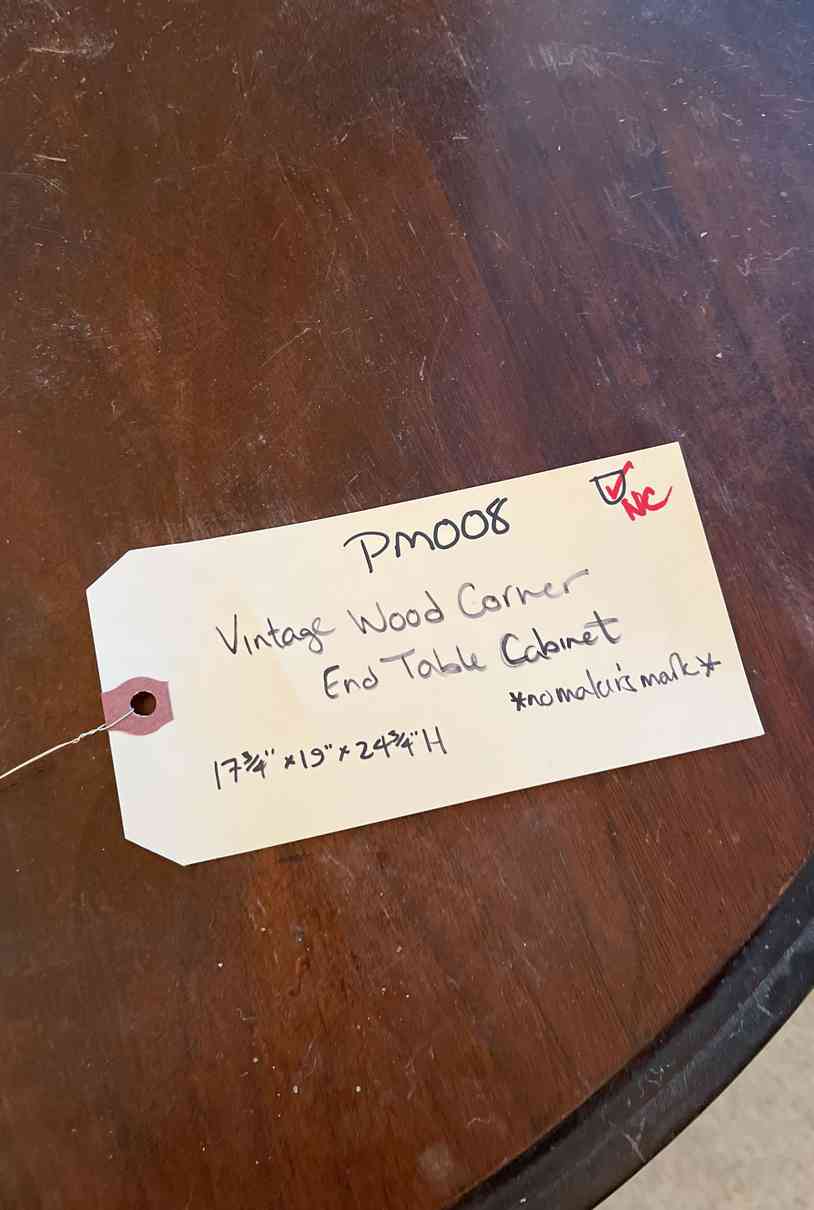 PM008
NC
Vintage Wood Corner
End Table Cabinet
*no maker's mark*
17¾" x 19" x 24¾" H